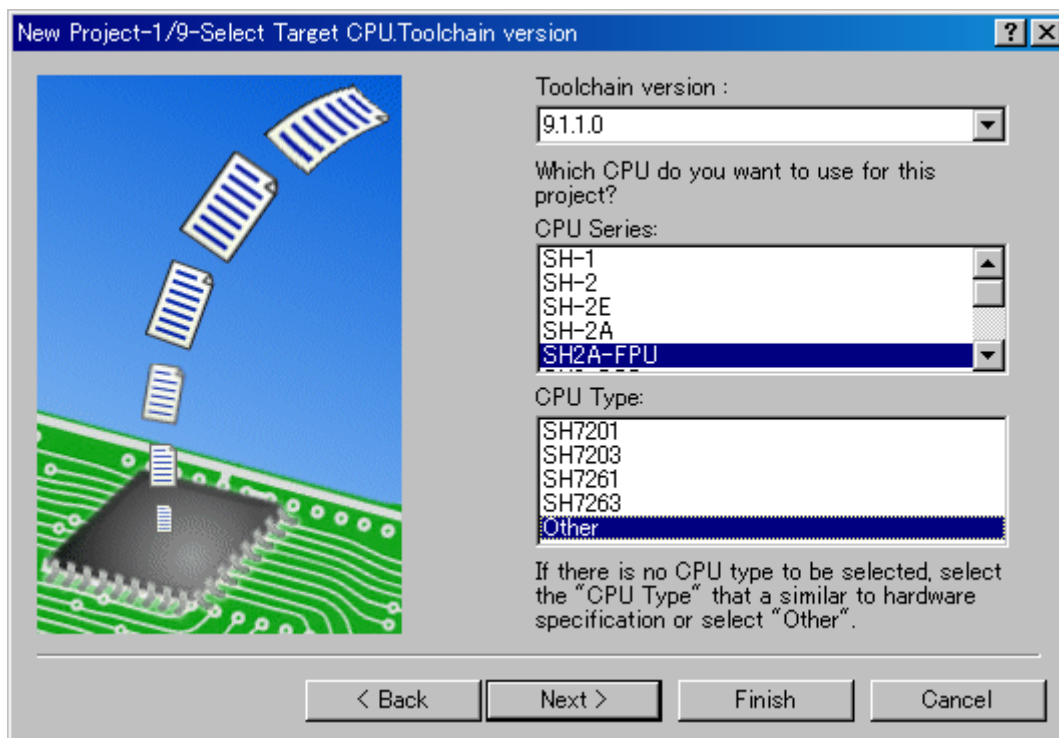 New Project-1/9-Select Target CPU.Toolchain version
Toolchain version :
9.1.1.0
Which CPU do you want to use for this
project?
CPU Series:
SH-1
SH-2
SH-2E
SH-2A
SH2A-FPU
CPU Type:
SH7201
SH7203
SH7261
SH7263
Other
If there is no CPU type to be selected, select
the "CPU Type" that a similar to hardware
specification or select "Other".
< Back
Next >
Finish
Cancel